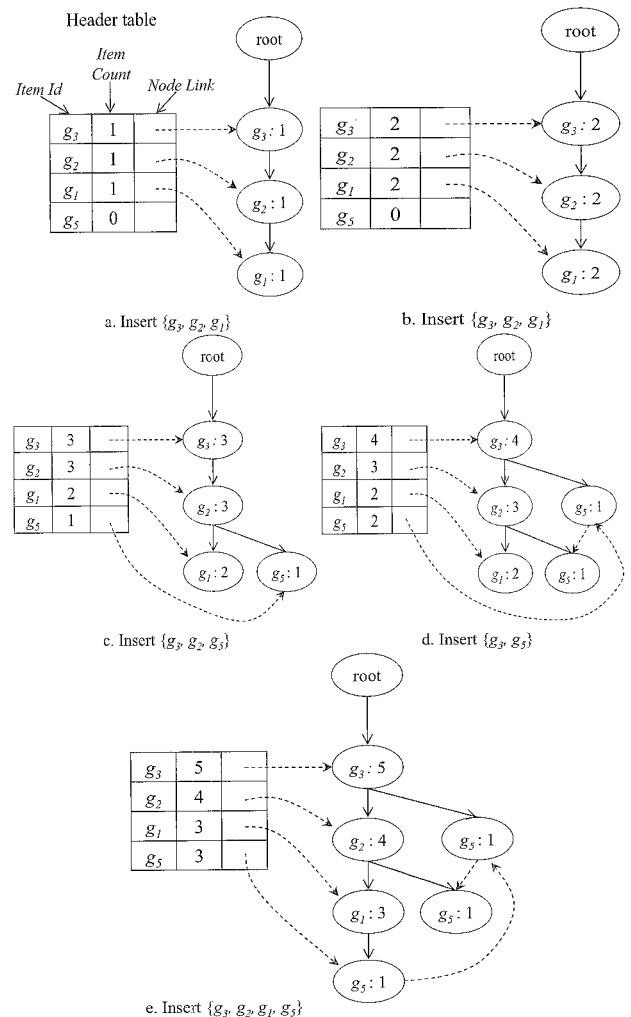 Header table
Item Id
Item
Count
Node Link
g3 1
g2 1
g1 1
g5 0
root
g3 : 1
g2 : 1
g1 : 1
a. Insert {g3, g2, g1}
g3 2
g2 2
g1 2
g5 0
root
g3 : 2
g2 : 2
g1 : 2
b. Insert {g3, g2, g1}
g3 3
g2 3
g1 2
g5 1
root
g3 : 3
g2 : 3
g1 : 2
g5 : 1
c. Insert {g3, g2, g5}
g3 4
g2 3
g1 2
g5 2
root
g3 : 4
g2 : 3
g5 : 1
g1 : 2
g5 : 1
d. Insert {g3, g5}
g3 5
g2 4
g1 3
g5 3
root
g3 : 5
g2 : 4
g5 : 1
g1 : 3
g5 : 1
g5 : 1
e. Insert {g3, g2, g1, g5}